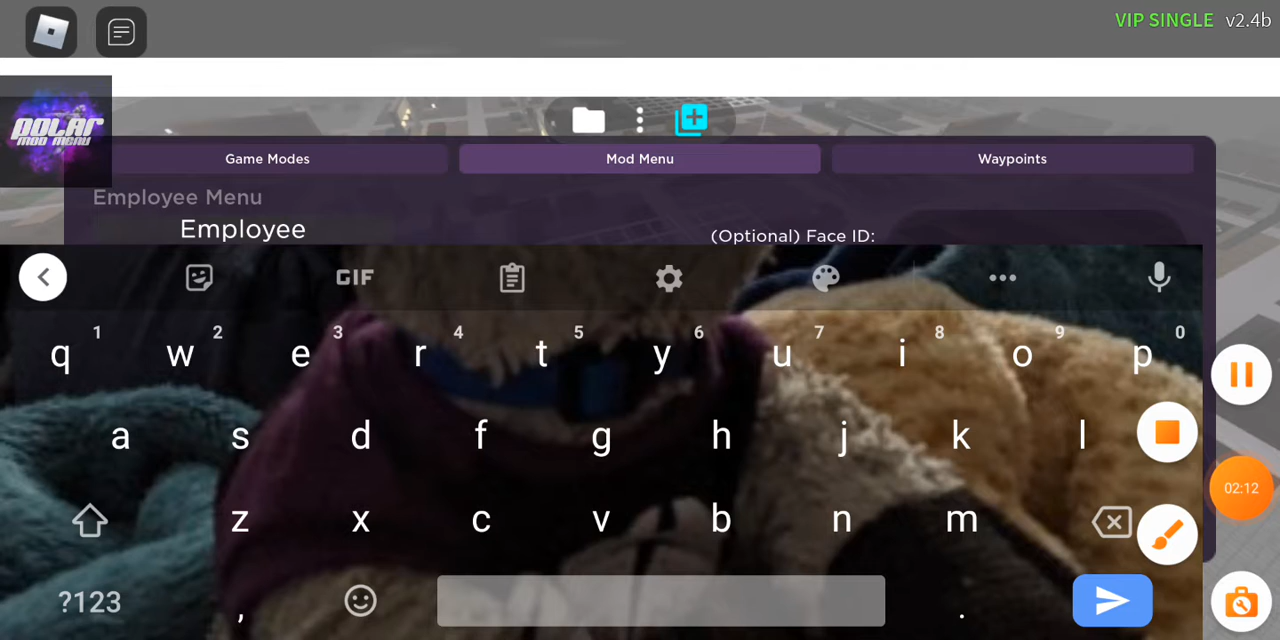 VIP SINGLE v2.4b
POLAR
MOD MENU
Game Modes Mod Menu Waypoints
Employee Menu
Employee
(Optional) Face ID:
GIF
1 2 3 4 5 6 7 8 9 0
q w e r t y u i o p
a s d f g h j k l
z x c v b n m
02:12
?123 , .